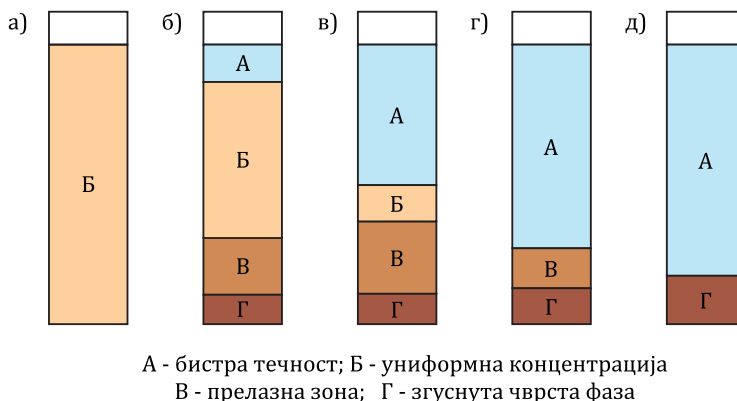 а) б) в) г) д)
А А А А
Б Б Б
В В В
Г Г Г Г
А - бистра течност; Б - униформна концентрација
В - прелазна зона; Г - згуснута чврста фаза